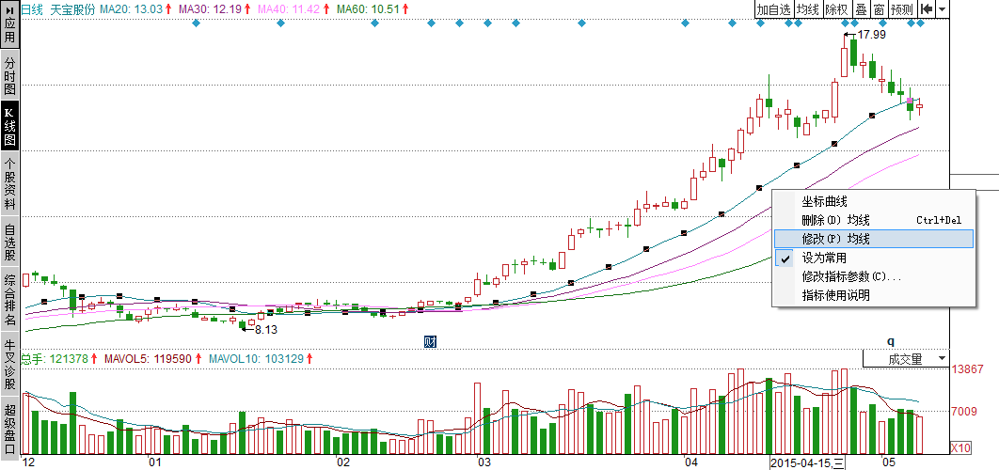 日线 天宝股份 MA20: 13.03 MA30: 12.19 MA40: 11.42 MA60: 10.51
加自选 均线 除权 叠 窗 预测
应用
分时图
K线图
个股资料
自选股
综合排名
牛叉诊股
超级盘口
17.99
坐标曲线
删除(D) 均线 Ctrl+Del
修改(P) 均线
设为常用
修改指标参数(C)...
指标使用说明
8.13
财
q
总手: 121378 MAVOL5: 119590 MAVOL10: 103129
成交量
13867
7009
X10
12 01 02 03 04 2015-04-15,三 05